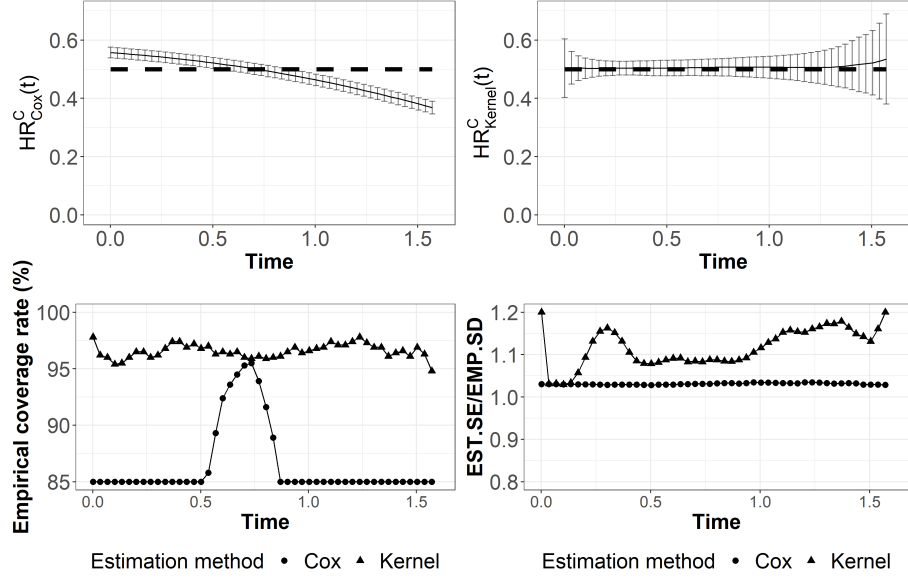 HR^C_Cox(t)
0.6
0.4
0.2
0.0
0.0 0.5 1.0 1.5
Time
HR^C_Kernel(t)
0.6
0.4
0.2
0.0
0.0 0.5 1.0 1.5
Time
Empirical coverage rate (%)
100
95
90
85
0.0 0.5 1.0 1.5
Time
Estimation method Cox Kernel
EST.SE/EMP.SD
1.2
1.1
1.0
0.9
0.8
0.0 0.5 1.0 1.5
Time
Estimation method Cox Kernel